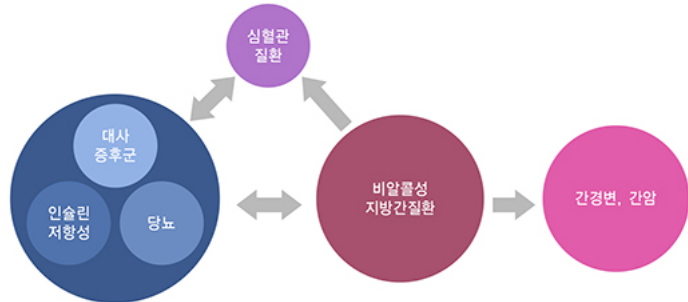 심혈관
질환
대사
증후군
인슐린
저항성
당뇨
비알콜성
지방간질환
간경변, 간암